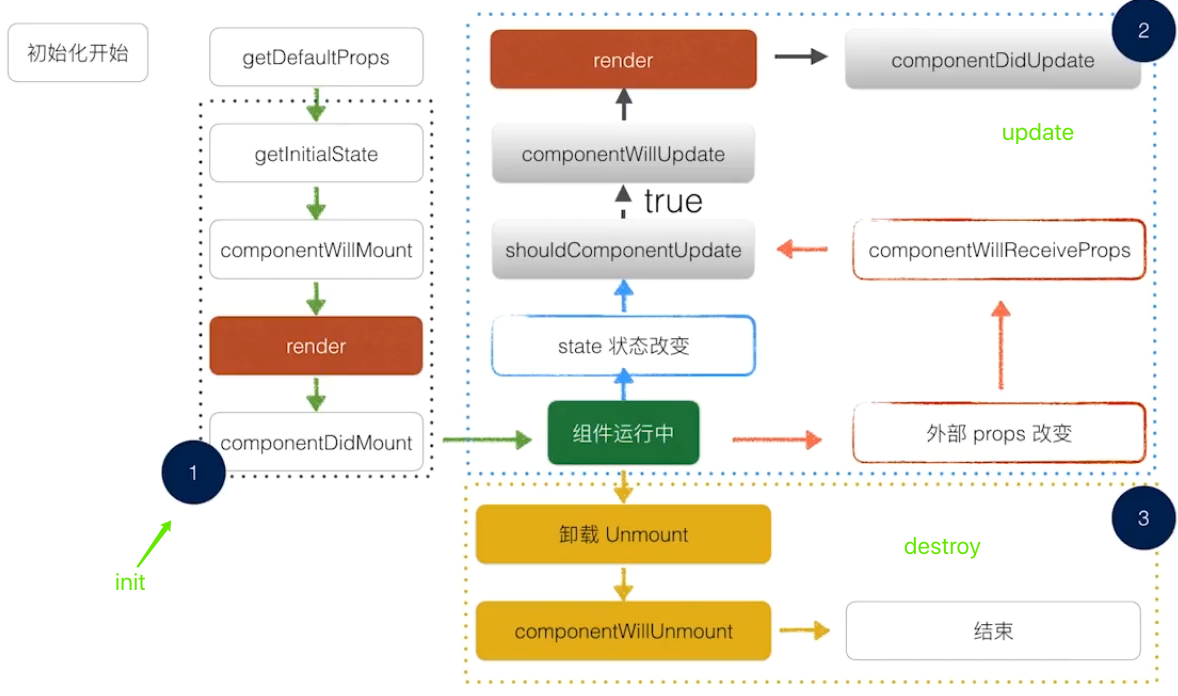 初始化开始
getDefaultProps
getInitialState
componentWillMount
render
componentDidMount
1
init
render
componentDidUpdate
2
update
componentWillUpdate
true
shouldComponentUpdate
componentWillReceiveProps
state 状态改变
组件运行中
外部 props 改变
卸载 Unmount
3
destroy
componentWillUnmount
结束